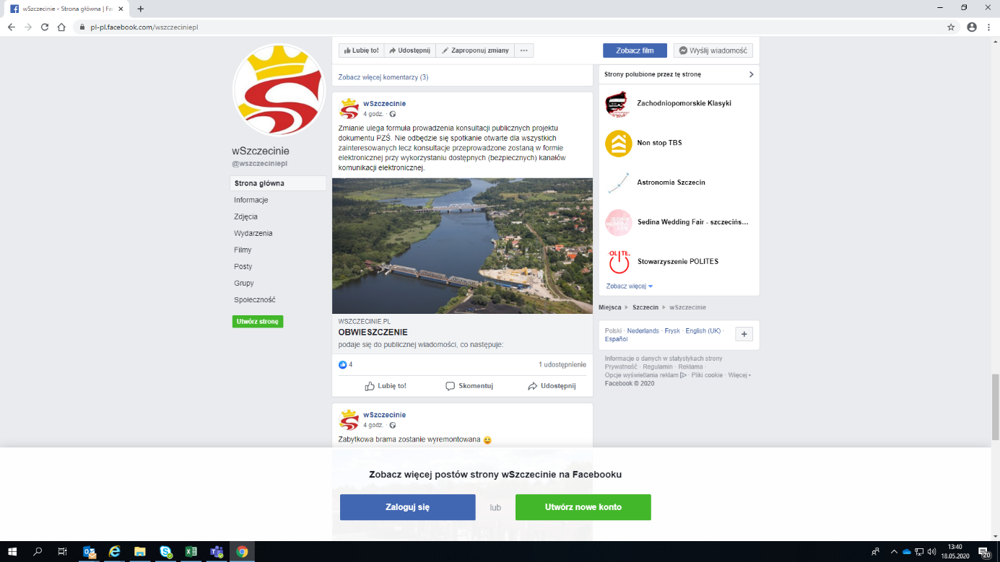 wSzczecinie - Strona główna | Fac
pl-pl.facebook.com/wszczeciniepl
Lubię to!
Udostępnij
Zaproponuj zmiany
Zobacz film
Wyślij wiadomość
wSzczecinie
@wszczeciniepl
Strona główna
Informacje
Zdjęcia
Wydarzenia
Filmy
Posty
Grupy
Społeczność
Utwórz stronę
Zobacz więcej komentarzy (3)
wSzczecinie
4 godz. ·
Zmianie ulega formuła prowadzenia konsultacji publicznych projektu
dokumentu PZŚ. Nie odbędzie się spotkanie otwarte dla wszystkich
zainteresowanych lecz konsultacje przeprowadzone zostaną w formie
elektronicznej przy wykorzystaniu dostępnych (bezpiecznych) kanałów
komunikacji elektronicznej.
WSZCZECINIE.PL
OBWIESZCZENIE
podaje się do publicznej wiadomości, co następuje:
4
1 udostępnienie
Lubię to!
Skomentuj
Udostępnij
wSzczecinie
4 godz. ·
Zabytkowa brama zostanie wyremontowana 😀
Strony polubione przez tę stronę
Zachodniopomorskie Klasyki
Non stop TBS
Astronomia Szczecin
Sedina Wedding Fair - szczecińs...
Stowarzyszenie POLITES
Zobacz więcej
Miejsca
Szczecin
wSzczecinie
Polski · Nederlands · Frysk · English (UK) ·
Español
Informacje o danych w statystykach strony
Prywatność · Regulamin · Reklama ·
Opcje wyświetlania reklam · Pliki cookie · Więcej
Facebook © 2020
Zobacz więcej postów strony wSzczecinie na Facebooku
Zaloguj się
lub
Utwórz nowe konto
13:40
18.05.2020
20